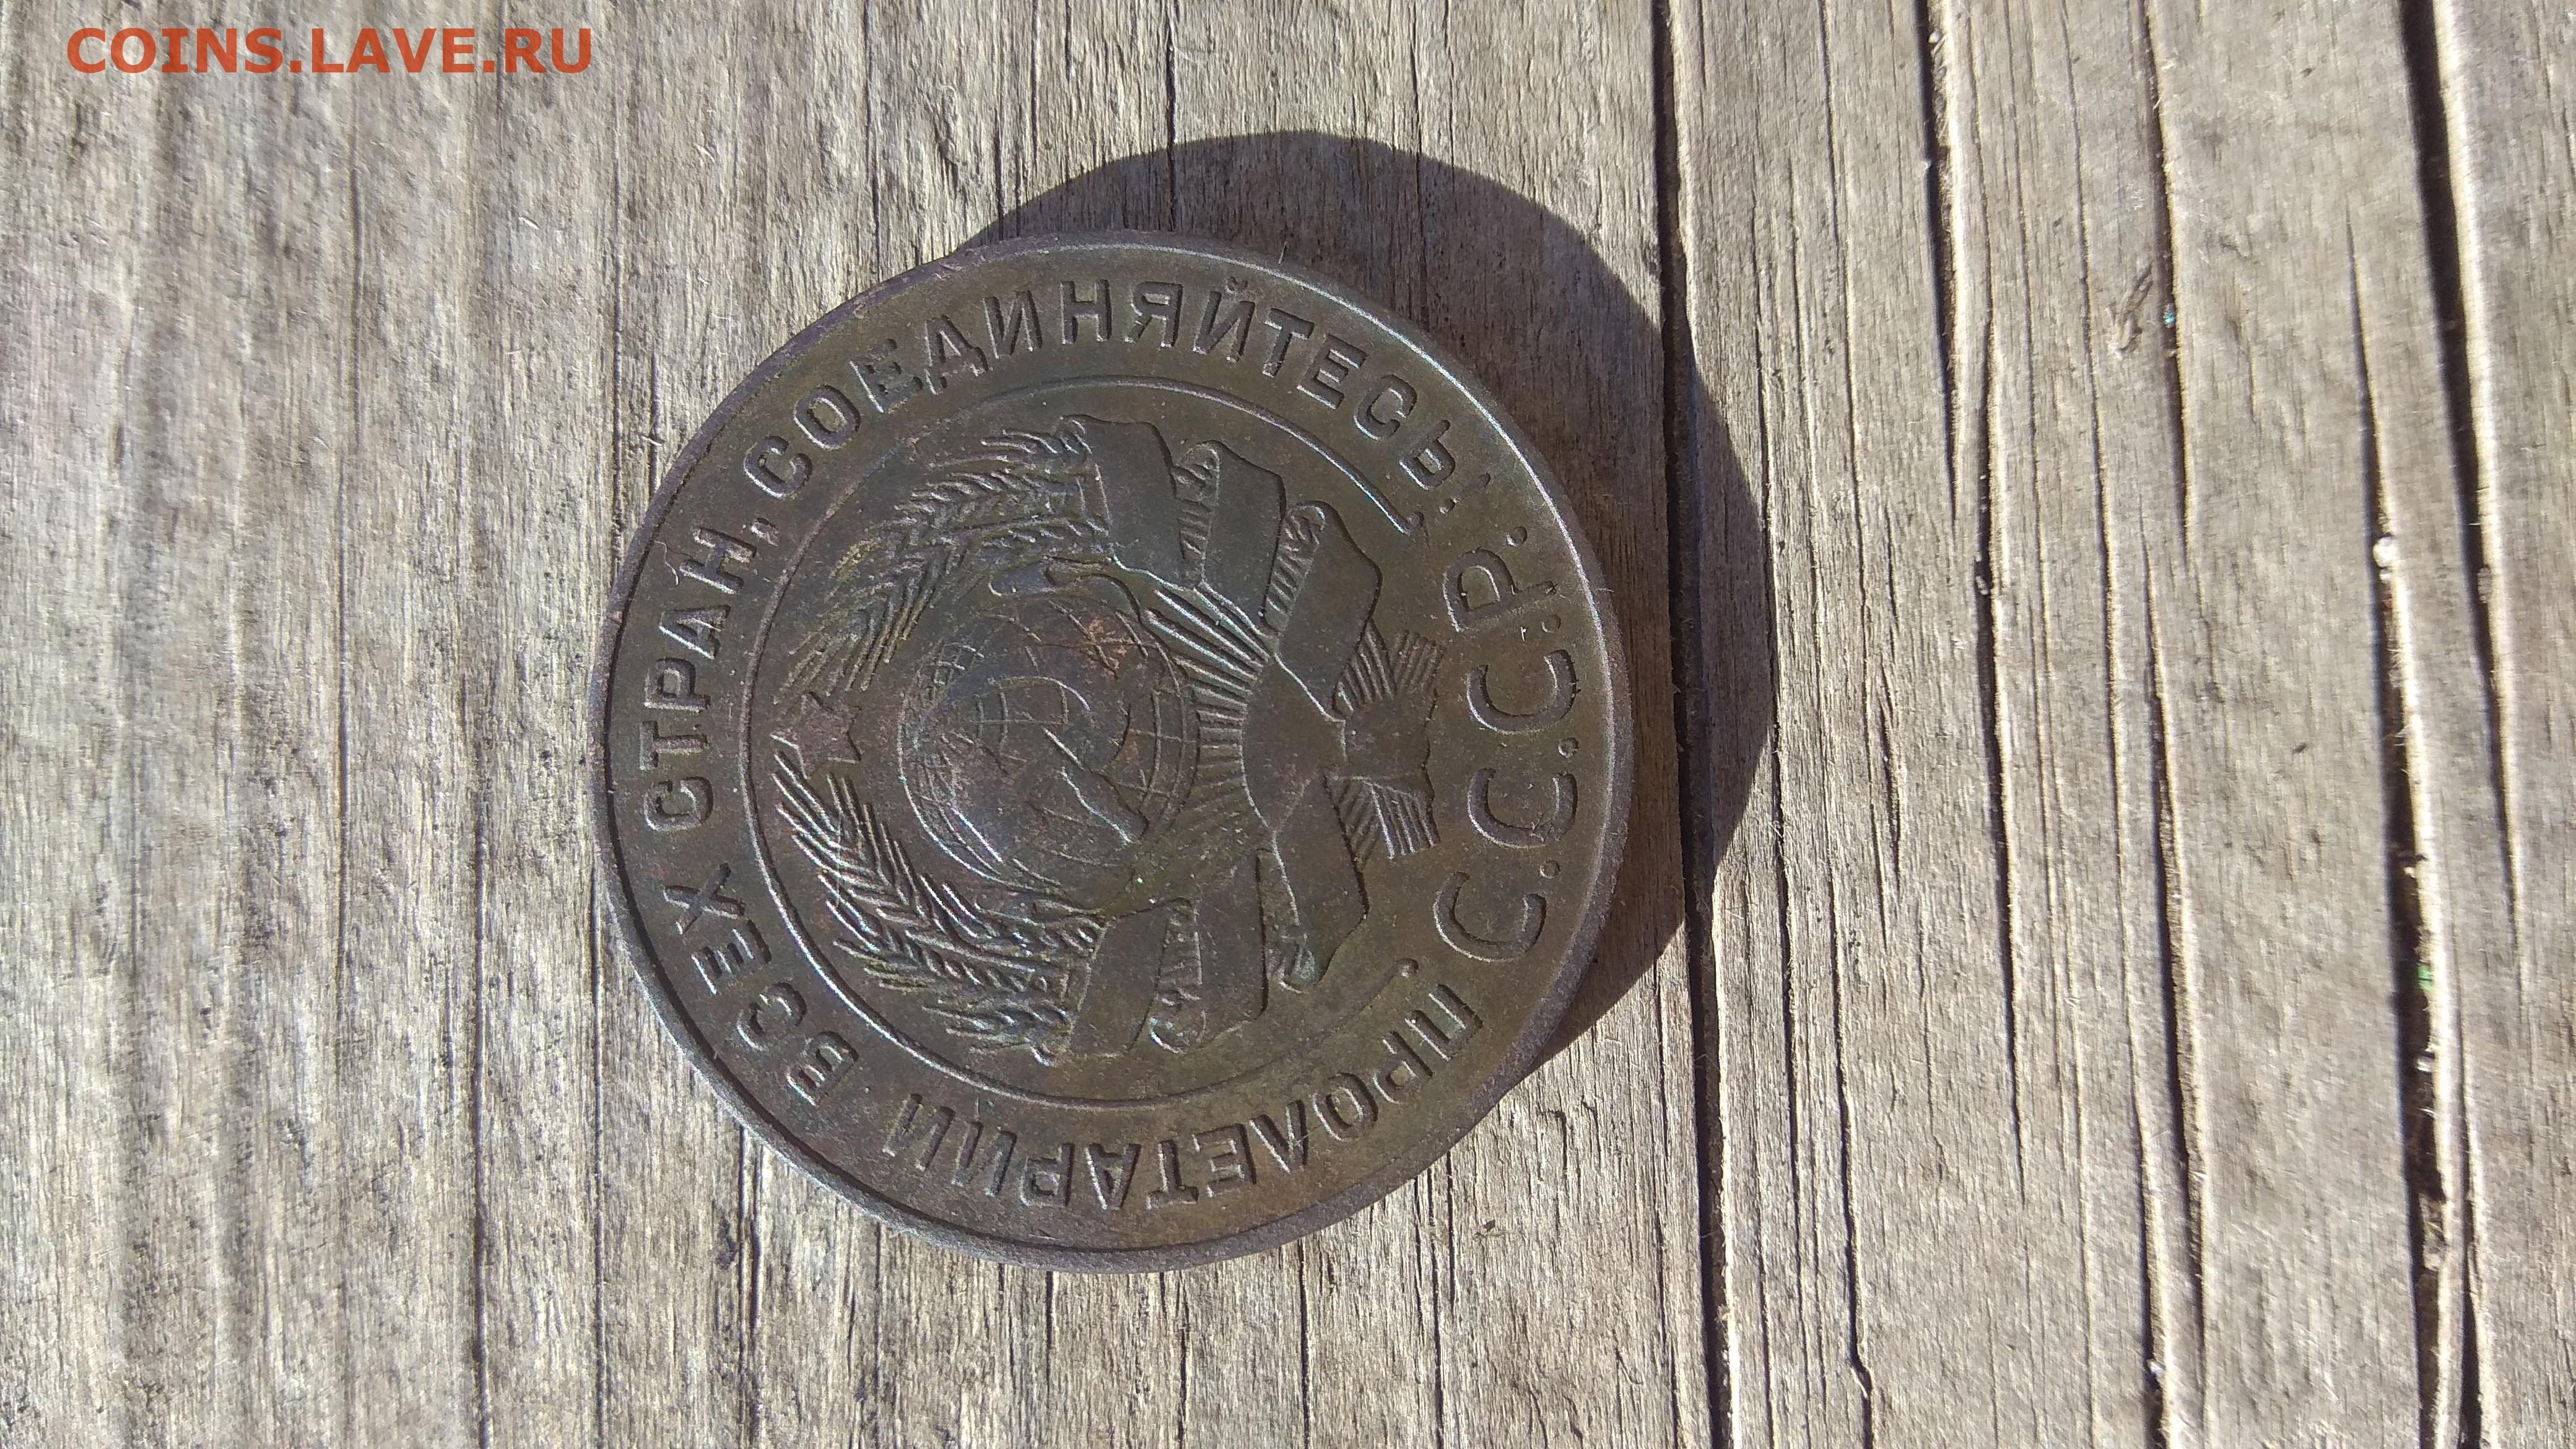 COINS.LAVE.RU
ПРОЛЕТАРИИ ВСЕХ СТРАН, СОЕДИНЯЙТЕСЬ!
С.С.С.Р.